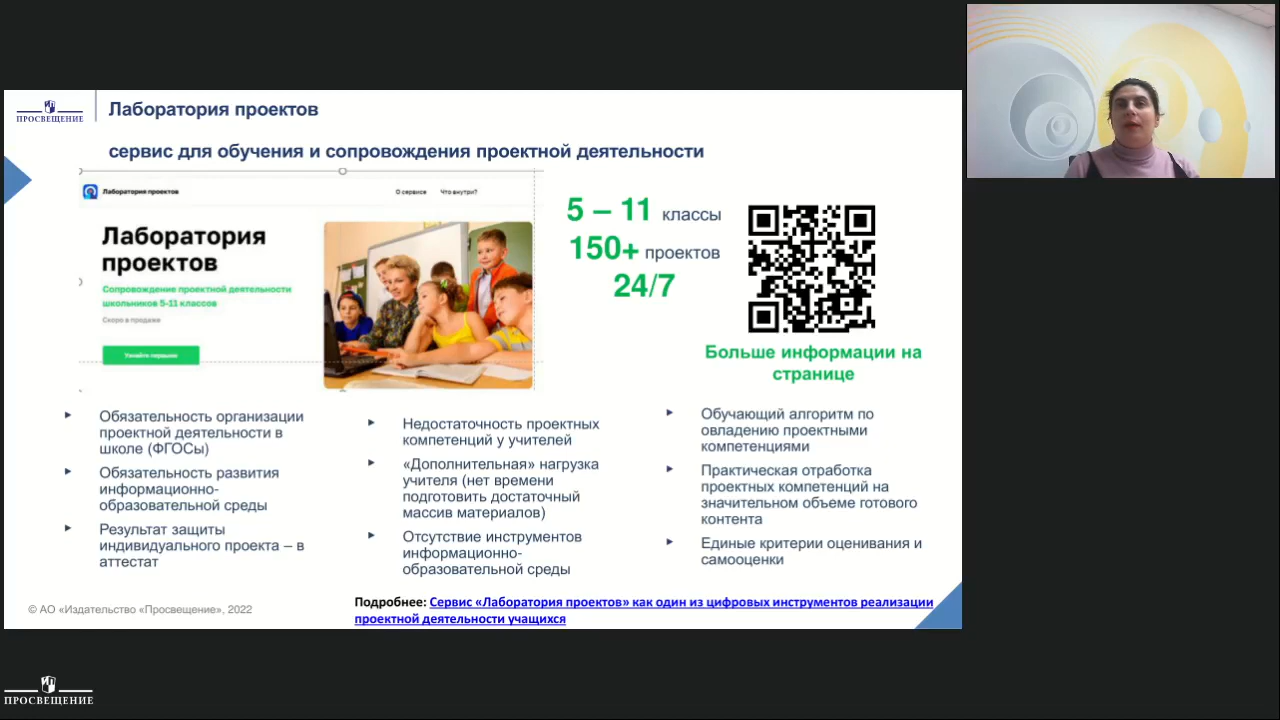 ПРОСВЕЩЕНИЕ
Лаборатория проектов
сервис для обучения и сопровождения проектной деятельности
Лаборатория проектов
О сервисе
Что внутри?
Лаборатория
проектов
Сопровождение проектной деятельности
школьников 5-11 классов
Скоро в продаже
Узнайте первыми
5 – 11 классы
150+ проектов
24/7
Больше информации на
странице
Обязательность организации
проектной деятельности в
школе (ФГОСы)
Обязательность развития
информационно-
образовательной среды
Результат защиты
индивидуального проекта – в
аттестат
Недостаточность проектных
компетенций у учителей
«Дополнительная» нагрузка
учителя (нет времени
подготовить достаточный
массив материалов)
Отсутствие инструментов
информационно-
образовательной среды
Обучающий алгоритм по
овладению проектными
компетенциями
Практическая отработка
проектных компетенций на
значительном объеме готового
контента
Единые критерии оценивания и
самооценки
© АО «Издательство «Просвещение», 2022
Подробнее: Сервис «Лаборатория проектов» как один из цифровых инструментов реализации
проектной деятельности учащихся
ПРОСВЕЩЕНИЕ